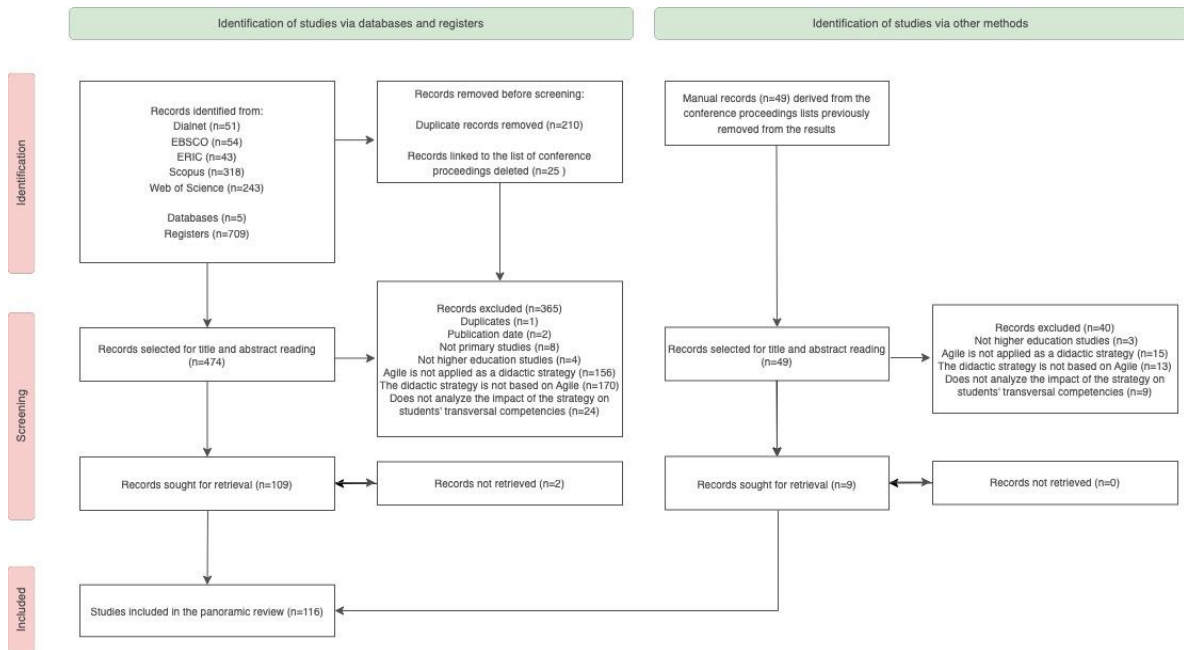 Identification of studies via databases and registers
Identification of studies via other methods
Identification
Records identified from:
Dialnet (n=51)
EBSCO (n=54)
ERIC (n=43)
Scopus (n=318)
Web of Science (n=243)
Databases (n=5)
Registers (n=709)
Records removed before screening:
Duplicate records removed (n=210)
Records linked to the list of conference
proceedings deleted (n=25 )
Manual records (n=49) derived from the
conference proceedings lists previously
removed from the results
Screening
Records selected for title and abstract reading
(n=474)
Records excluded (n=365)
Duplicates (n=1)
Publication date (n=2)
Not primary studies (n=8)
Not higher education studies (n=4)
Agile is not applied as a didactic strategy (n=156)
The didactic strategy is not based on Agile (n=170)
Does not analyze the impact of the strategy on
students' transversal competencies (n=24)
Records selected for title and abstract reading
(n=49)
Records excluded (n=40)
Not higher education studies (n=3)
Agile is not applied as a didactic strategy (n=15)
The didactic strategy is not based on Agile (n=13)
Does not analyze the impact of the strategy on
students' transversal competencies (n=9)
Records sought for retrieval (n=109)
Records not retrieved (n=2)
Records sought for retrieval (n=9)
Records not retrieved (n=0)
Included
Studies included in the panoramic review (n=116)